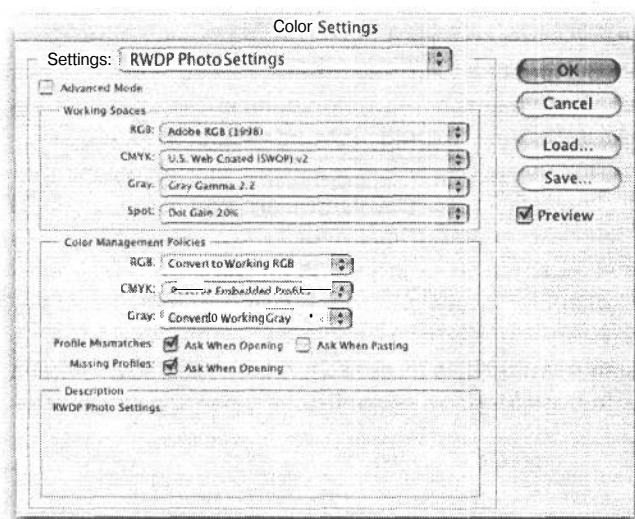 Color Settings
Settings: RWDP Photo Settings
OK
Advanced Mode
Cancel
Working Spaces
RGB: Adobe RGB (1998)
Load...
CMYK: U.S. Web Coated (SWOP) v2
Save...
Gray: Gray Gamma 2.2
Spot: Dot Gain 20%
Preview
Color Management Policies
RGB: Convert to Working RGB
CMYK: Preserve Embedded Profiles
Gray: Convert to Working Gray
Profile Mismatches: Ask When Opening Ask When Pasting
Missing Profiles: Ask When Opening
Description
RWDP Photo Settings